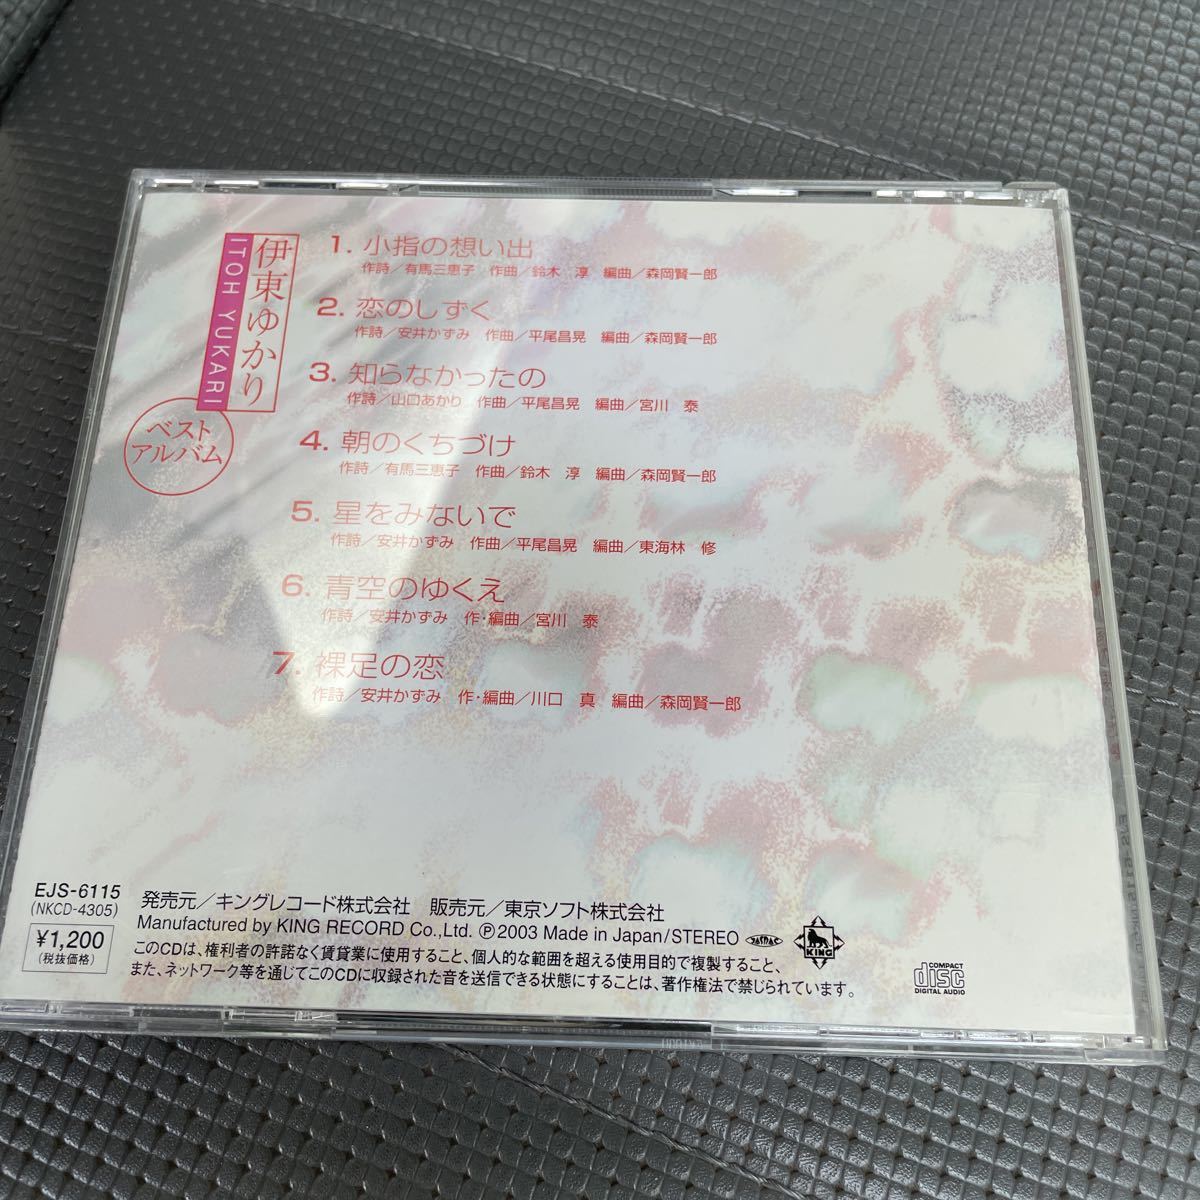 伊東ゆかり
ITOH YUKARI
ベスト
アルバム
1. 小指の想い出
作詩／有馬三恵子 作曲／鈴木 淳 編曲／森岡賢一郎
2. 恋のしずく
作詩／安井かずみ 作曲／平尾昌晃 編曲／森岡賢一郎
3. 知らなかったの
作詩／山口あかり 作曲／平尾昌晃 編曲／宮川 泰
4. 朝のくちづけ
作詩／有馬三恵子 作曲／鈴木 淳 編曲／森岡賢一郎
5. 星をみないで
作詩／安井かずみ 作曲／平尾昌晃 編曲／東海林 修
6. 青空のゆくえ
作詩／安井かずみ 作・編曲／宮川 泰
7. 裸足の恋
作詩／安井かずみ 作・編曲／川口 真 編曲／森岡賢一郎
EJS-6115
(NKCD-4305)
¥1,200
(税抜価格)
発売元／キングレコード株式会社 販売元／東京ソフト株式会社
Manufactured by KING RECORD Co.,Ltd. Ⓟ2003 Made in Japan/STEREO
このCDは、権利者の許諾なく賃貸業に使用すること、個人的な範囲を超える使用目的で複製すること、
また、ネットワーク等を通じてこのCDに収録された音を送信できる状態にすることは、著作権法で禁じられています。
JASRAC
KING
COMPACT
disc
DIGITAL AUDIO